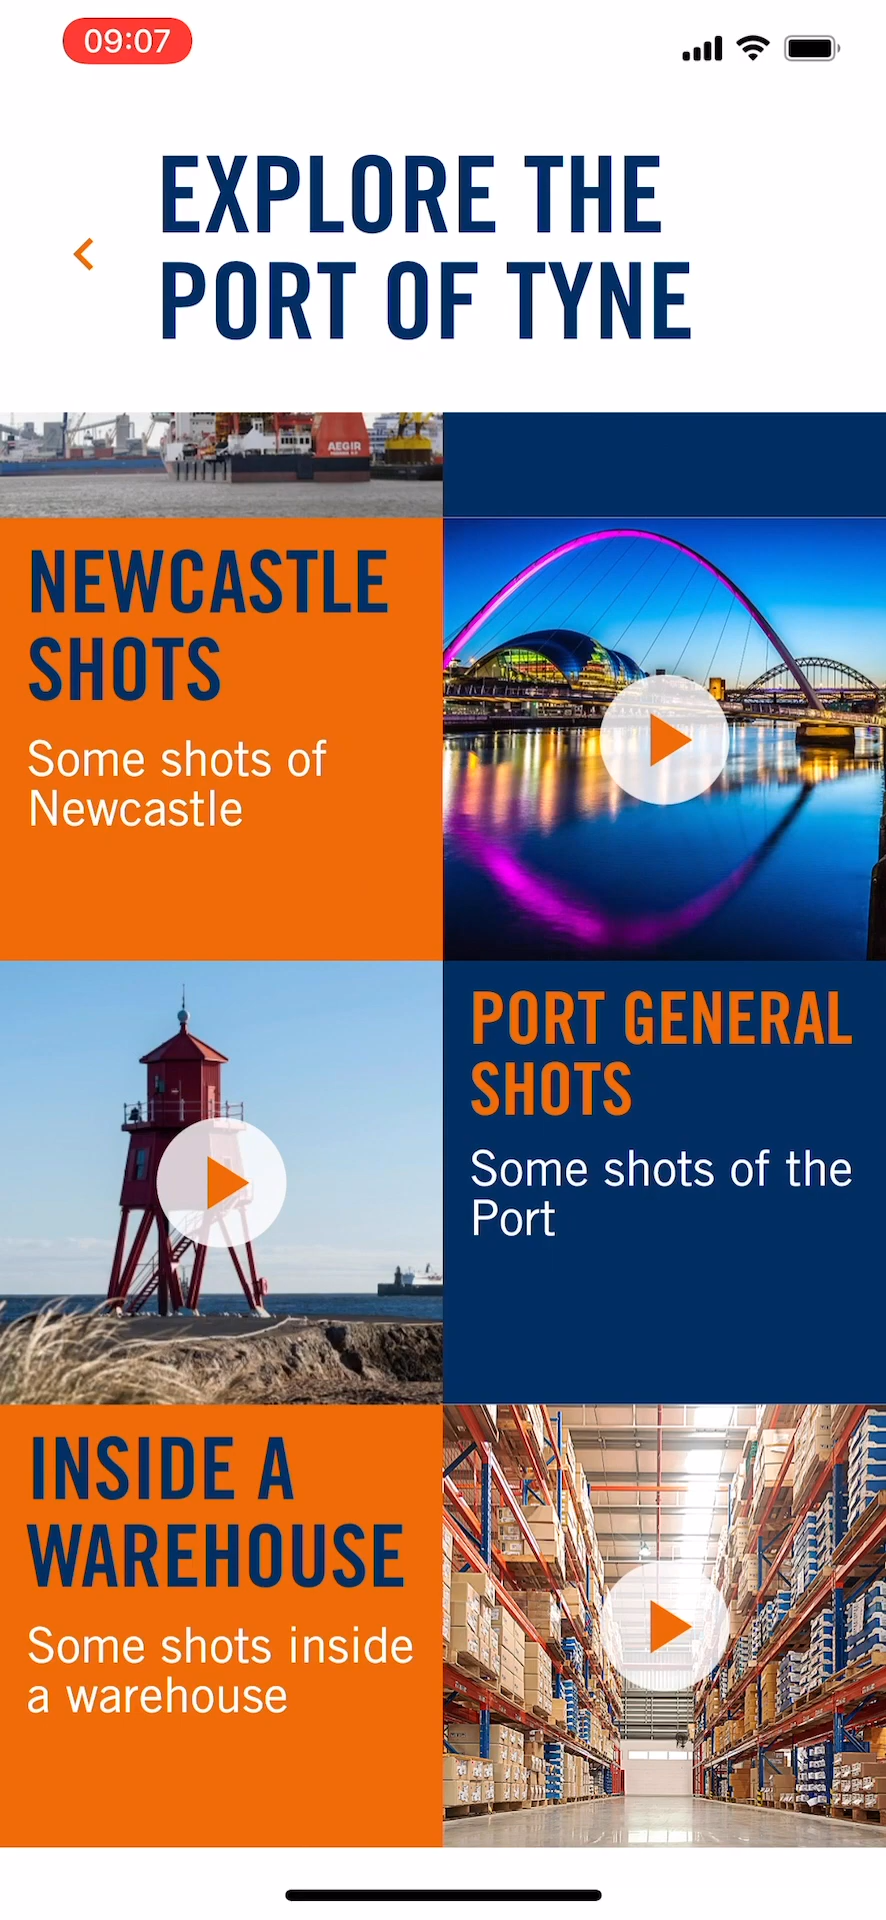 09:07
EXPLORE THE
PORT OF TYNE
AEGIR
NEWCASTLE
SHOTS
Some shots of
Newcastle
PORT GENERAL
SHOTS
Some shots of the
Port
INSIDE A
WAREHOUSE
Some shots inside
a warehouse